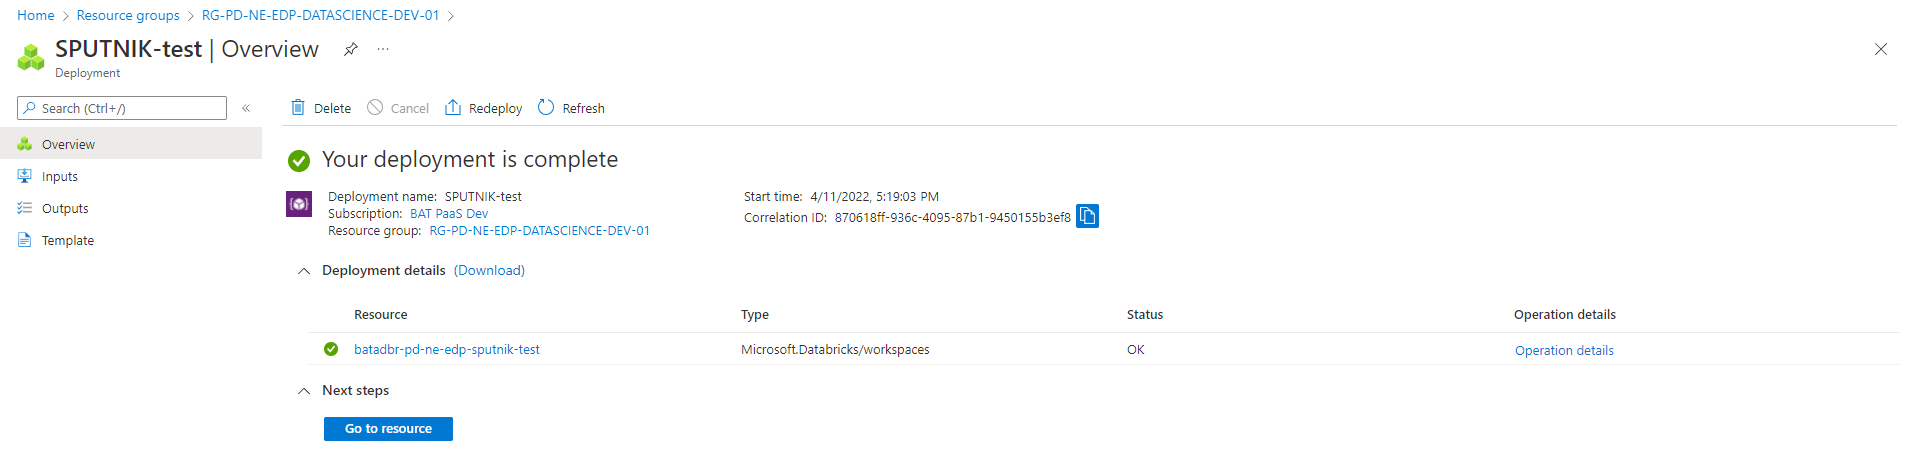 Home > Resource groups > RG-PD-NE-EDP-DATASCIENCE-DEV-01 >
SPUTNIK-test | Overview
Deployment
Search (Ctrl+/)
Overview
Inputs
Outputs
Template
Delete Cancel Redeploy Refresh
Your deployment is complete
Deployment name: SPUTNIK-test
Subscription: BAT PaaS Dev
Resource group: RG-PD-NE-EDP-DATASCIENCE-DEV-01
Start time: 4/11/2022, 5:19:03 PM
Correlation ID: 870618ff-936c-4095-87b1-9450155b3ef8
Deployment details (Download)
Resource Type Status Operation details
batadbr-pd-ne-edp-sputnik-test Microsoft.Databricks/workspaces OK Operation details
Next steps
Go to resource